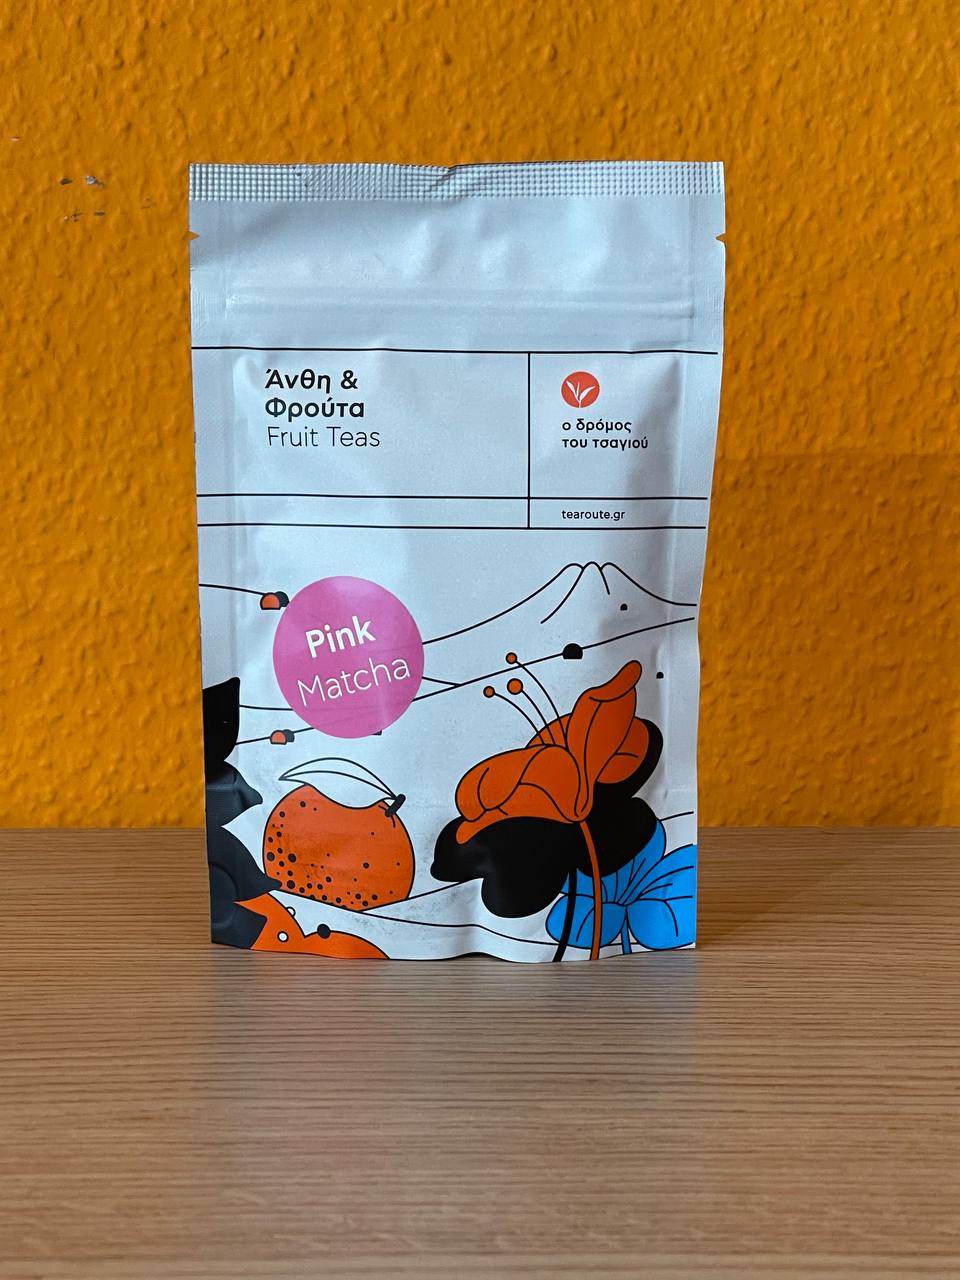 Άνθη &
Φρούτα
Fruit Teas
ο δρόμος
του τσαγιού
tearoute.gr
Pink
Matcha